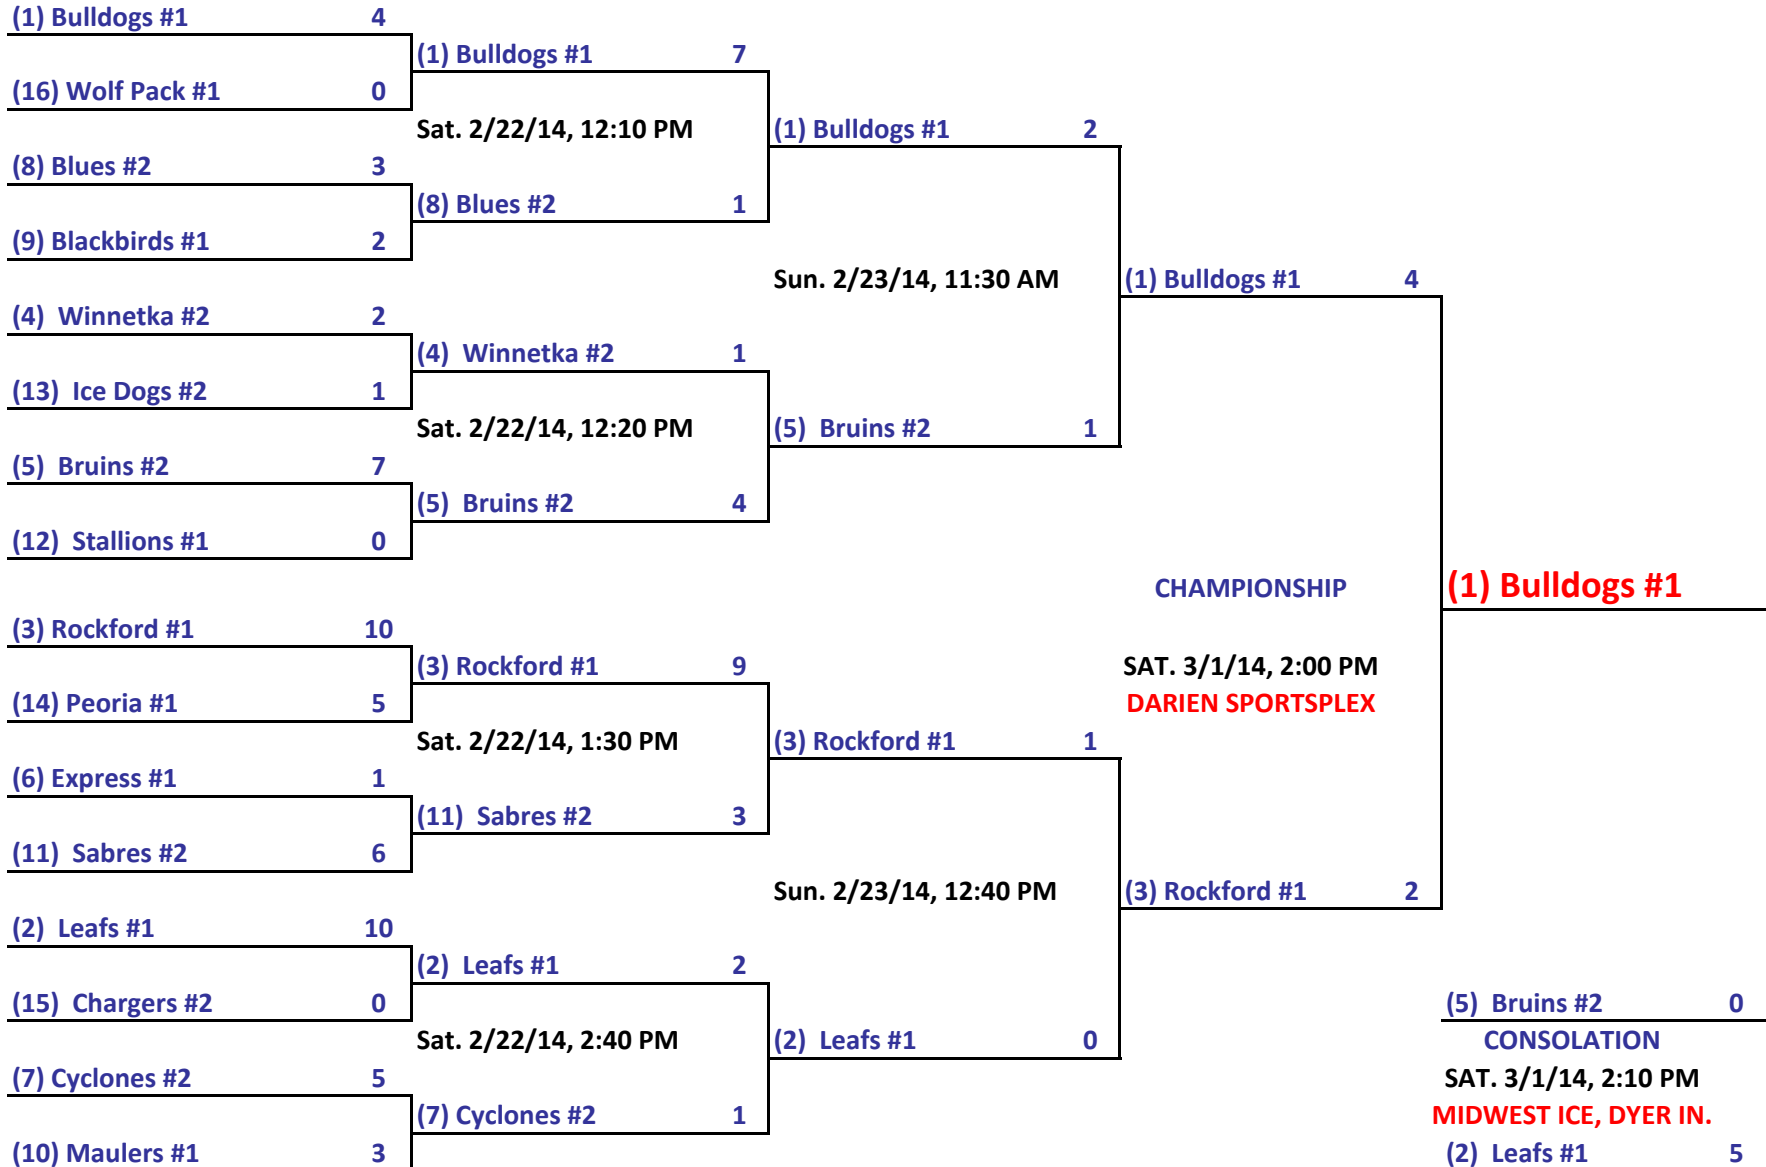 (1) Bulldogs #1 4
(16) Wolf Pack #1 0
(8) Blues #2 3
(9) Blackbirds #1 2
(4) Winnetka #2 2
(13) Ice Dogs #2 1
(5) Bruins #2 7
(12) Stallions #1 0
(3) Rockford #1 10
(14) Peoria #1 5
(6) Express #1 1
(11) Sabres #2 6
(2) Leafs #1 10
(15) Chargers #2 0
(7) Cyclones #2 5
(10) Maulers #1 3
(1) Bulldogs #1 7
Sat. 2/22/14, 12:10 PM
(8) Blues #2 1
(4) Winnetka #2 1
Sat. 2/22/14, 12:20 PM
(5) Bruins #2 4
(3) Rockford #1 9
Sat. 2/22/14, 1:30 PM
(11) Sabres #2 3
(2) Leafs #1 2
Sat. 2/22/14, 2:40 PM
(7) Cyclones #2 1
(1) Bulldogs #1 2
Sun. 2/23/14, 11:30 AM
(5) Bruins #2 1
(3) Rockford #1 1
Sun. 2/23/14, 12:40 PM
(2) Leafs #1 0
(1) Bulldogs #1 4
CHAMPIONSHIP
SAT. 3/1/14, 2:00 PM
DARIEN SPORTSPLEX
(3) Rockford #1 2
(1) Bulldogs #1
(5) Bruins #2 0
CONSOLATION
SAT. 3/1/14, 2:10 PM
MIDWEST ICE, DYER IN.
(2) Leafs #1 5